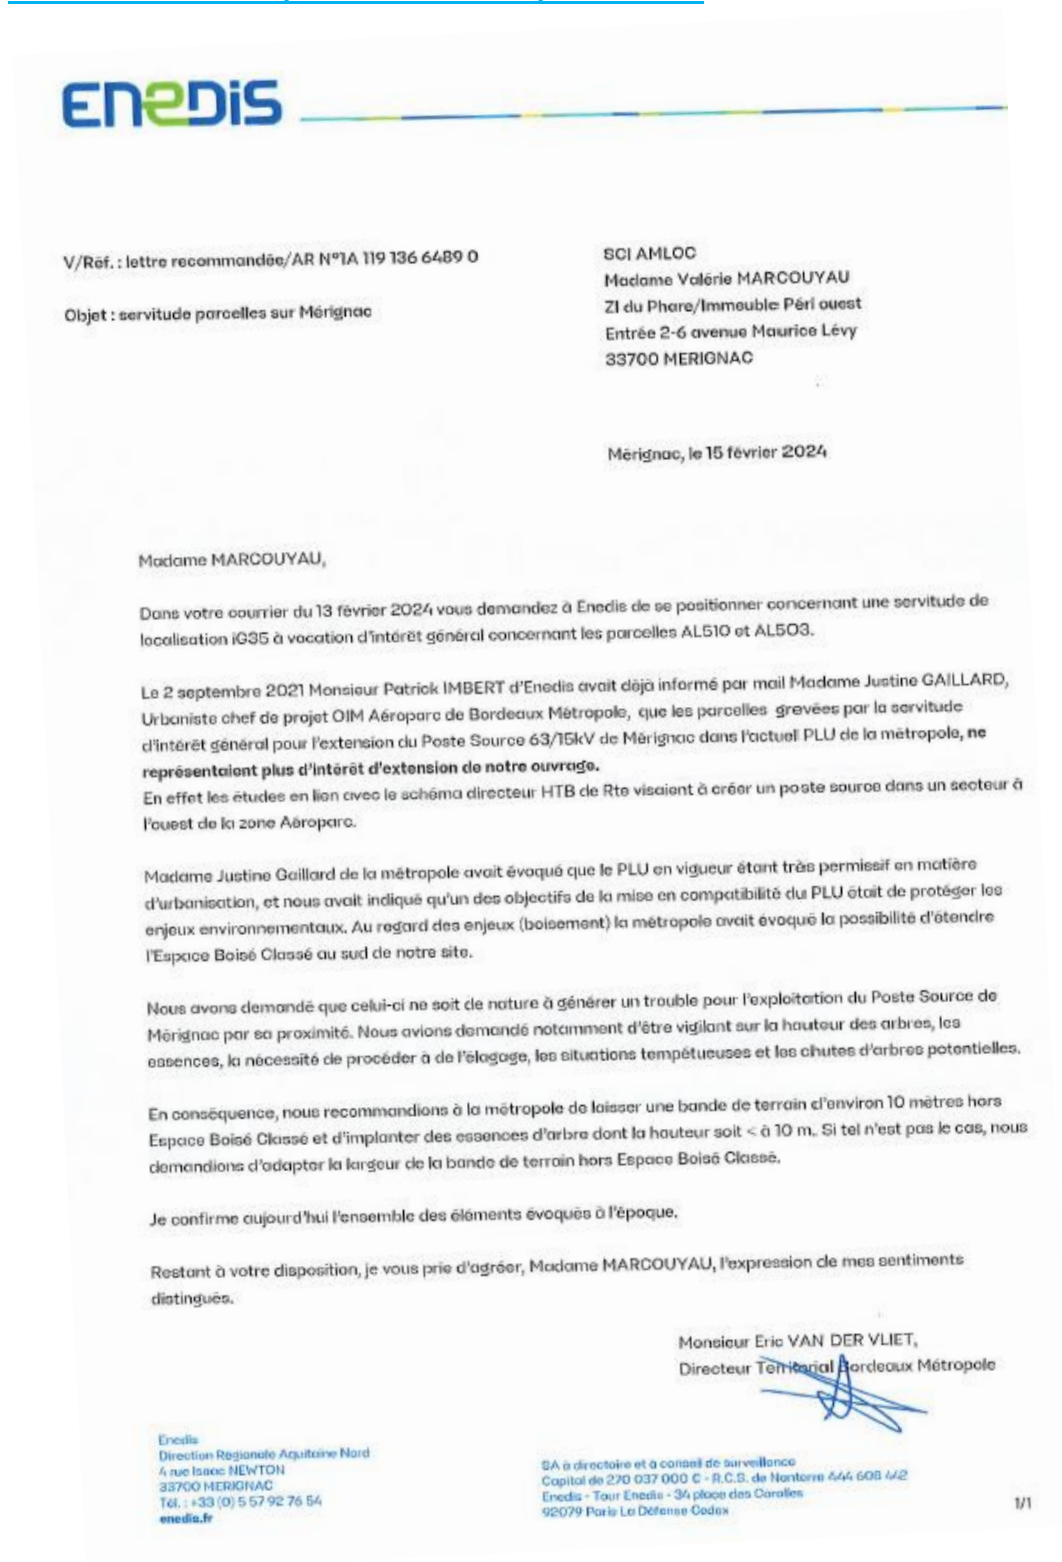 enedis
V/Réf. : lettre recommandée/AR N°1A 119 136 6489 0
Objet : servitude parcelles sur Mérignac
SCI AMLOC
Madame Valérie MARCOUYAU
ZI du Phare/Immeuble Péri ouest
Entrée 2-6 avenue Maurice Lévy
33700 MERIGNAC
Mérignac, le 15 février 2024
Madame MARCOUYAU,
Dans votre courrier du 13 février 2024 vous demandez à Enedis de se positionner concernant une servitude de
localisation iG35 à vocation d'intérêt général concernant les parcelles AL510 et AL503.
Le 2 septembre 2021 Monsieur Patrick IMBERT d'Enedis avait déjà informé par mail Madame Justine GAILLARD,
Urbaniste chef de projet OIM Aéroparc de Bordeaux Métropole, que les parcelles grevées par la servitude
d'intérêt général pour l'extension du Poste Source 63/15kV de Mérignac dans l'actuel PLU de la métropole, ne
représentaient plus d'intérêt d'extension de notre ouvrage.
En effet les études en lien avec le schéma directeur HTB de Rte visaient à créer un poste source dans un secteur à
l'ouest de la zone Aéroparc.
Madame Justine Gaillard de la métropole avait évoqué que le PLU en vigueur étant très permissif en matière
d'urbanisation, et nous avait indiqué qu'un des objectifs de la mise en compatibilité du PLU était de protéger les
enjeux environnementaux. Au regard des enjeux (boisement) la métropole avait évoqué la possibilité d'étendre
l'Espace Boisé Classé au sud de notre site.
Nous avons demandé que celui-ci ne soit de nature à générer un trouble pour l'exploitation du Poste Source de
Mérignac par sa proximité. Nous avions demandé notamment d'être vigilant sur la hauteur des arbres, les
essences, la nécessité de procéder à de l'élagage, les situations tempétueuses et les chutes d'arbres potentielles.
En conséquence, nous recommandions à la métropole de laisser une bande de terrain d'environ 10 mètres hors
Espace Boisé Classé et d'implanter des essences d'arbre dont la hauteur soit < à 10 m. Si tel n'est pas le cas, nous
demandions d'adapter la largeur de la bande de terrain hors Espace Boisé Classé.
Je confirme aujourd'hui l'ensemble des éléments évoqués à l'époque.
Restant à votre disposition, je vous prie d'agréer, Madame MARCOUYAU, l'expression de mes sentiments
distingués.
Monsieur Eric VAN DER VLIET,
Directeur Territorial Bordeaux Métropole
Enedis
Direction Régionale Aquitaine Nord
4 rue Isaac NEWTON
33700 MERIGNAC
Tél. : +33 (0) 5 57 92 76 54
enedis.fr
SA à directoire et à conseil de surveillance
Capital de 270 037 000 € - R.C.S. de Nanterre 444 608 442
Enedis - Tour Enedis - 34 place des Corolles
92079 Paris La Défense Cedex
1/1